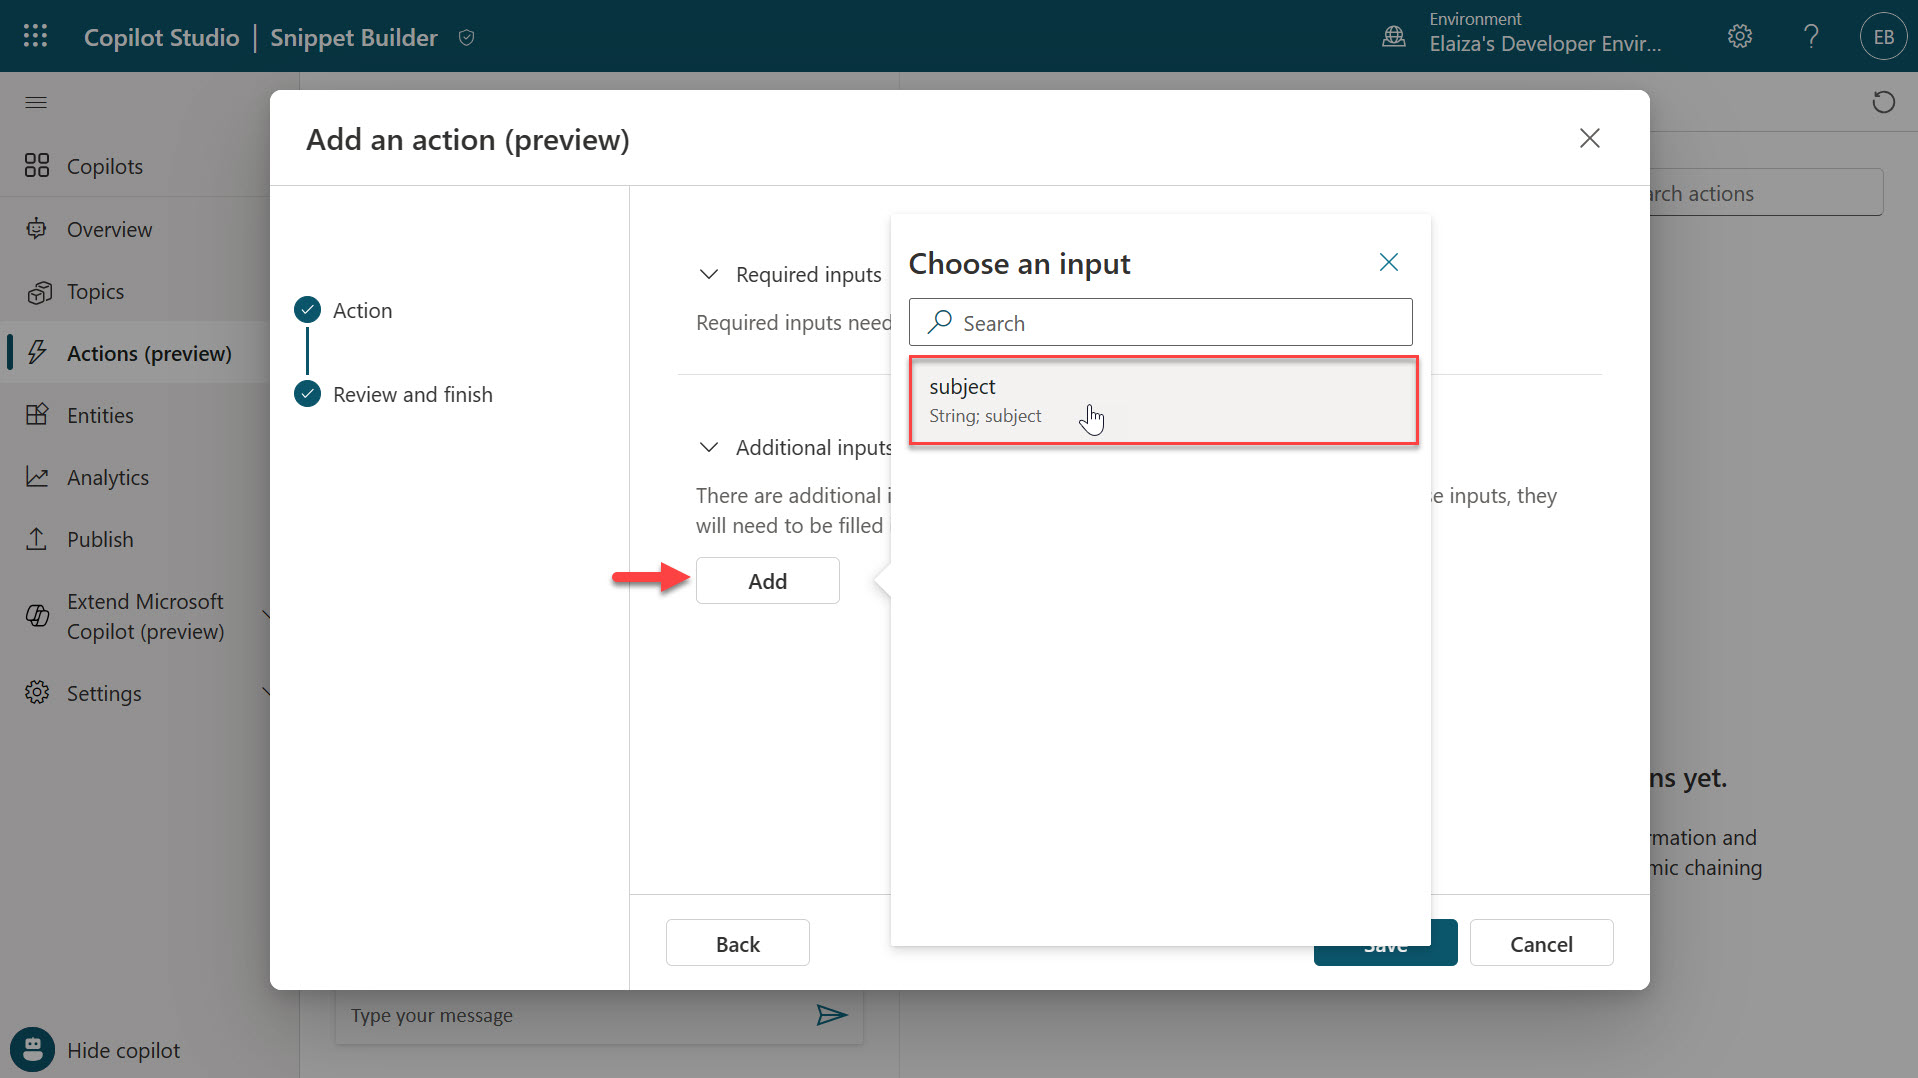 Copilot Studio | Snippet Builder
Environment
Elaiza's Developer Envir...
EB
Copilots
Overview
Topics
Actions (preview)
Entities
Analytics
Publish
Extend Microsoft
Copilot (preview)
Settings
Hide copilot
Add an action (preview)
Action
Review and finish
Required inputs
Required inputs need
Additional inputs
There are additional i
e inputs, they
will need to be filled
Add
Choose an input
Search
subject
String; subject
Back
Save
Cancel
rch actions
ns yet.
rmation and
mic chaining
Type your message